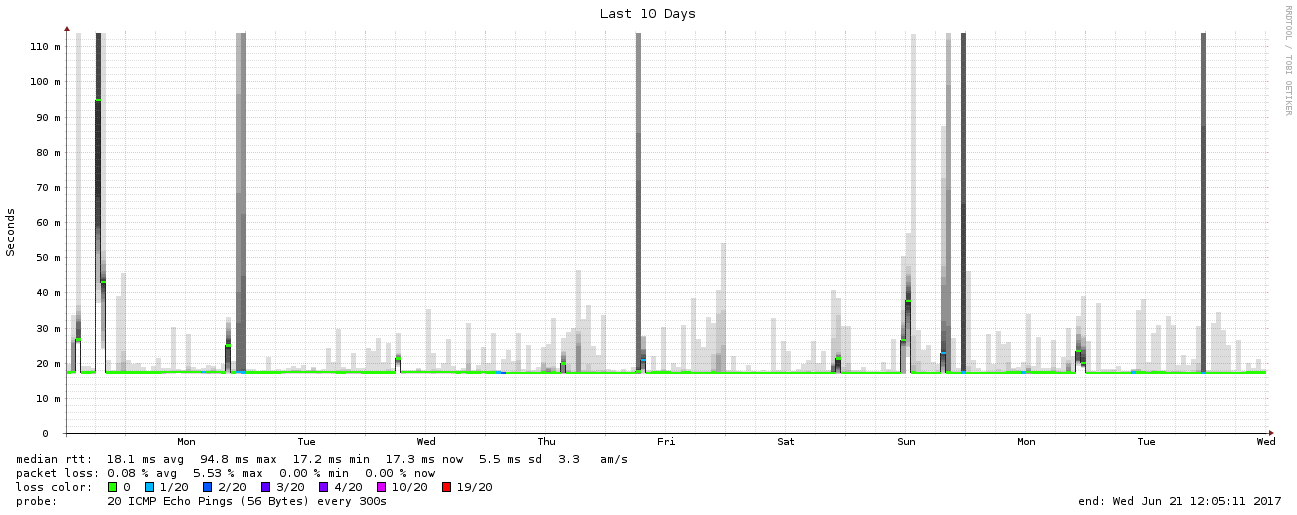 Last 10 Days
RRDTOOL / TOBI OETIKER
Seconds
110 m
100 m
90 m
80 m
70 m
60 m
50 m
40 m
30 m
20 m
10 m
0
Mon Tue Wed Thu Fri Sat Sun Mon Tue Wed
median rtt: 18.1 ms avg 94.8 ms max 17.2 ms min 17.3 ms now 5.5 ms sd 3.3 am/s
packet loss: 0.08 % avg 5.53 % max 0.00 % min 0.00 % now
loss color: 0 1/20 2/20 3/20 4/20 10/20 19/20
probe: 20 ICMP Echo Pings (56 Bytes) every 300s end: Wed Jun 21 12:05:11 2017